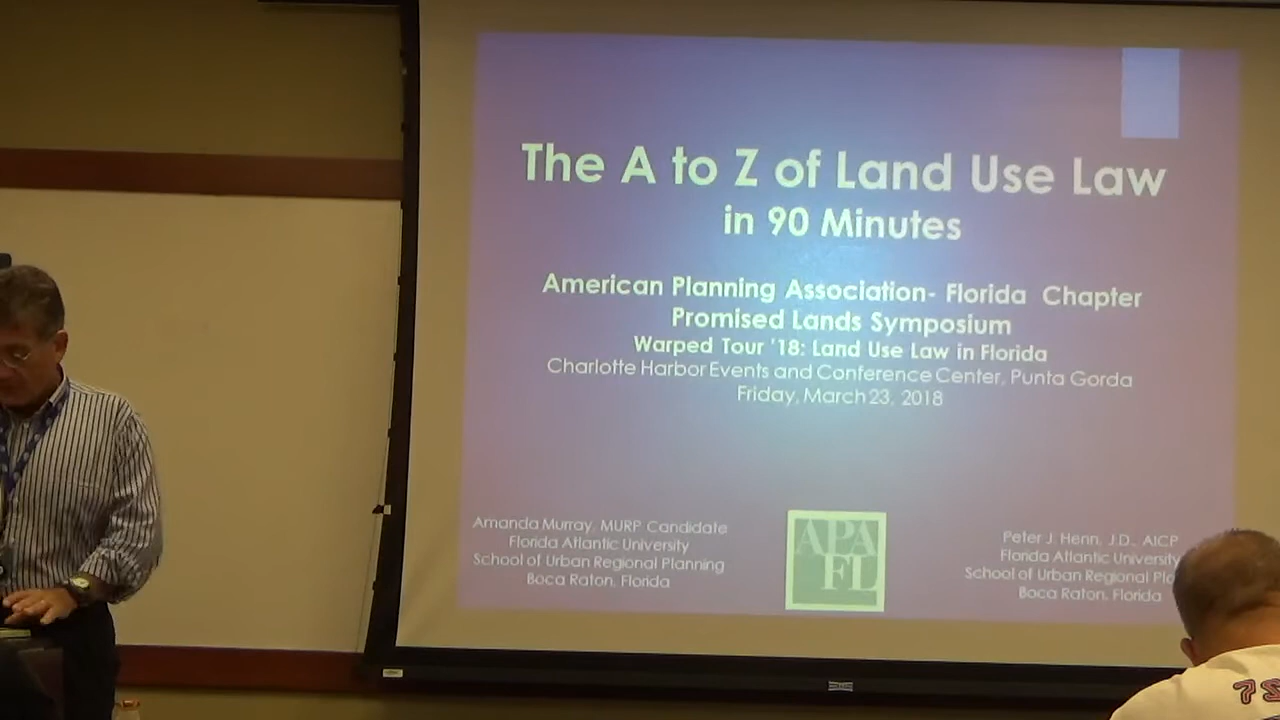 The A to Z of Land Use Law
in 90 Minutes
American Planning Association- Florida Chapter
Promised Lands Symposium
Warped Tour '18: Land Use Law in Florida
Charlotte Harbor Events and Conference Center, Punta Gorda
Friday, March 23, 2018
Amanda Murray, MURP Candidate
Florida Atlantic University
School of Urban Regional Planning
Boca Raton, Florida
APA
FL
Peter J. Henn, J.D., AICP
Florida Atlantic University
School of Urban Regional
Boca Raton, Florida